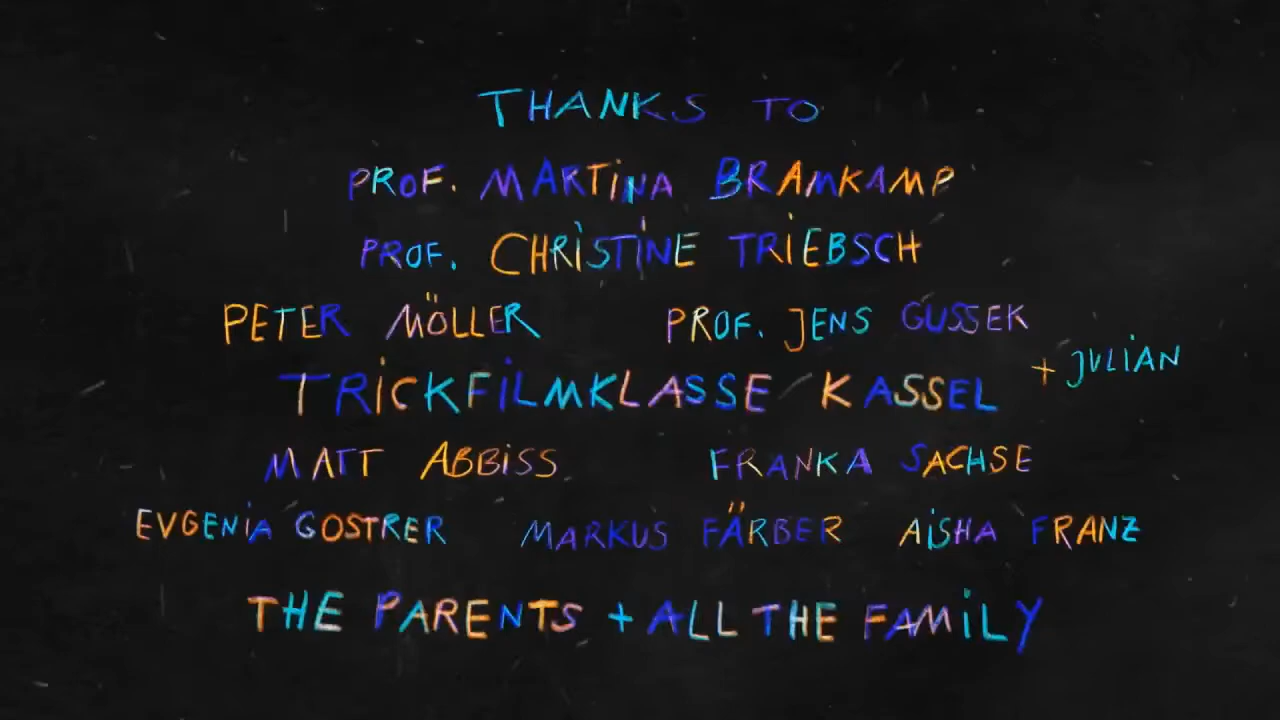 THANKS TO
PROF. MARTiNA BRAMKAMP
PROF. CHRiSTiNE TRiEBSCH
PETER MÖLLER PROF. JENS GUSSEK
+ JULiAN
TRiCKFiLMKLASSE KASSEL
MATT ABBiSS FRANKA SACHSE
EVGENiA GOSTRER MARKUS FÄRBER AiSHA FRANZ
THE PARENTS + ALL THE FAMiLY